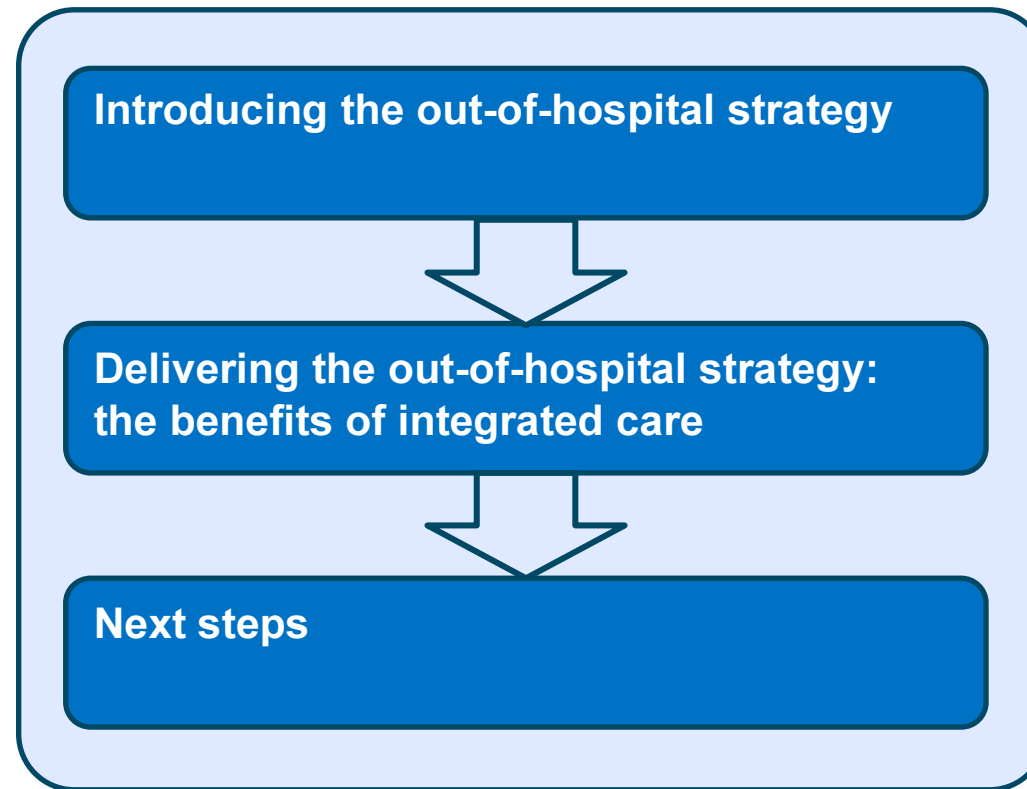 Introducing the out-of-hospital strategy
Delivering the out-of-hospital strategy:
the benefits of integrated care
Next steps